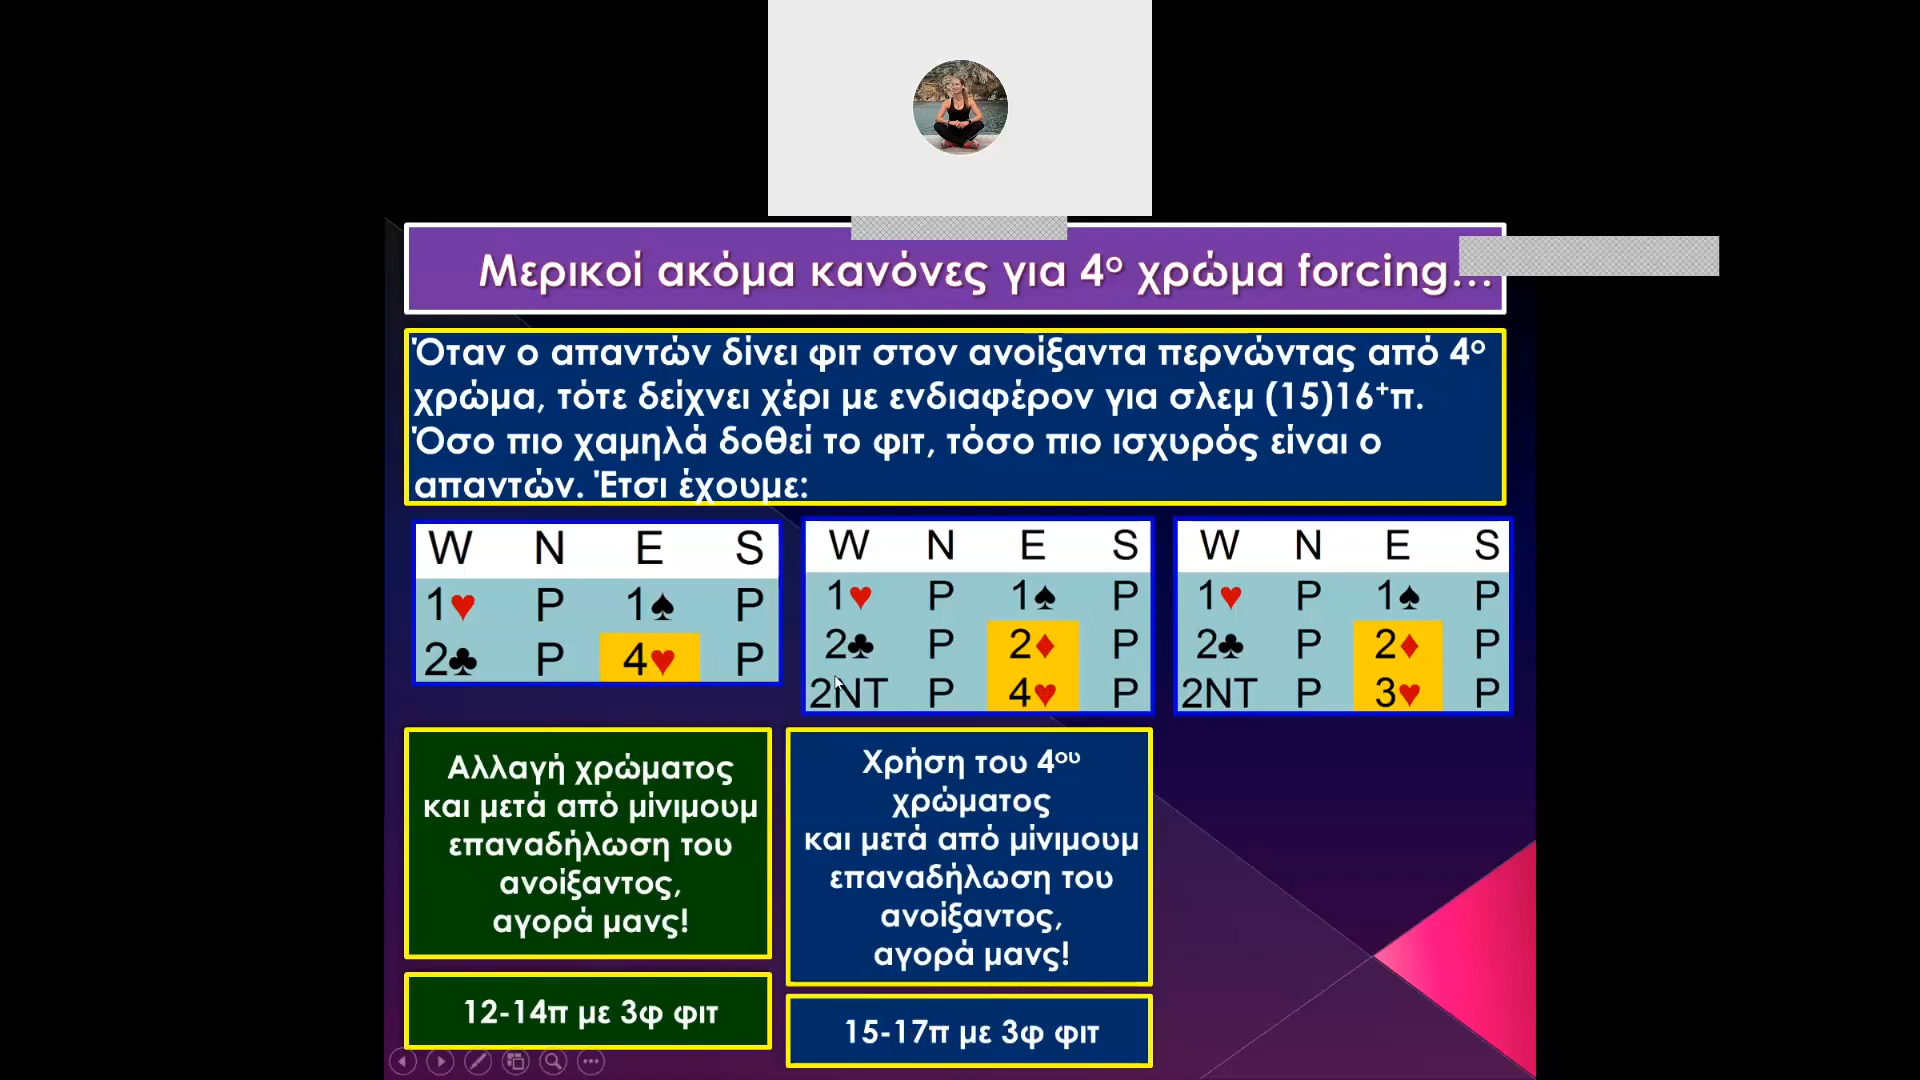 Μερικοί ακόμα κανόνες για 4ο χρώμα forcing...
Όταν ο απαντών δίνει φιτ στον ανοίξαντα περνώντας από 4ο
χρώμα, τότε δείχνει χέρι με ενδιαφέρον για σλεμ (15)16+π.
Όσο πιο χαμηλά δοθεί το φιτ, τόσο πιο ισχυρός είναι ο
απαντών. Έτσι έχουμε:
W N E S
1♥ P 1♠ P
2♣ P 4♥ P
W N E S
1♥ P 1♠ P
2♣ P 2♦ P
2NT P 4♥ P
W N E S
1♥ P 1♠ P
2♣ P 2♦ P
2NT P 3♥ P
Αλλαγή χρώματος
και μετά από μίνιμουμ
επαναδήλωση του
ανοίξαντος,
αγορά μανς!
12-14π με 3φ φιτ
Χρήση του 4ου
χρώματος
και μετά από μίνιμουμ
επαναδήλωση του
ανοίξαντος,
αγορά μανς!
15-17π με 3φ φιτ